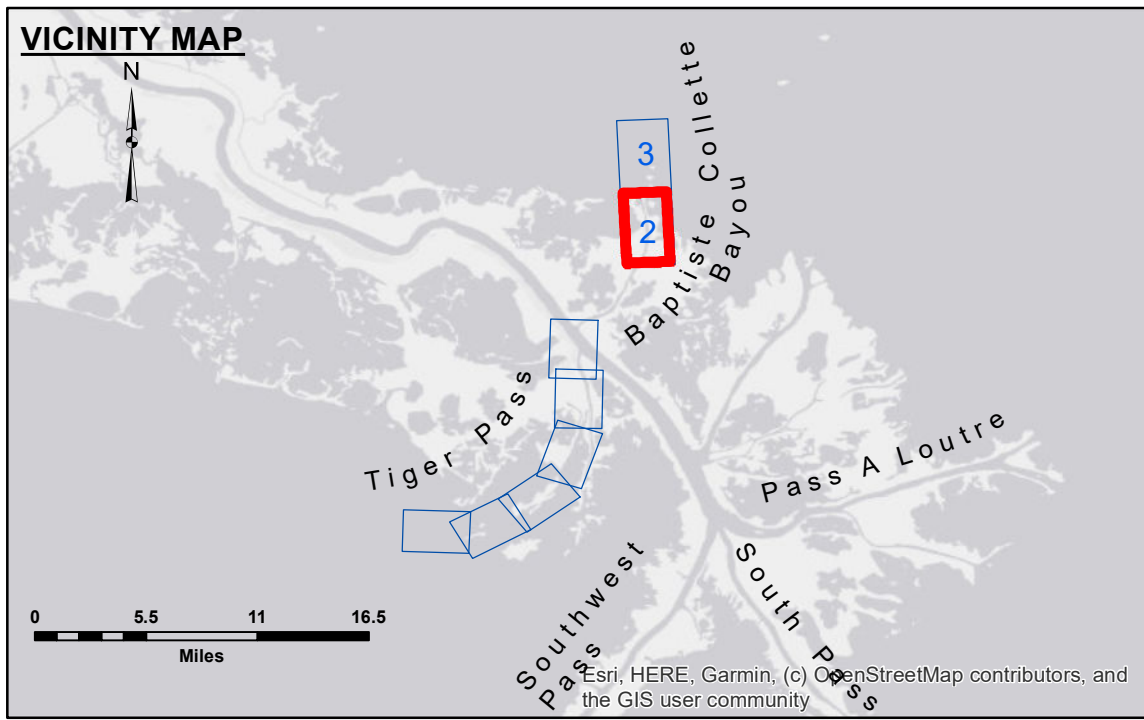 VICINITY MAP
N
3
2
Baptiste Collette
Bayou
Tiger Pass
Pass A Loutre
Southwest
Pass
South Pass
0 5.5 11 16.5
Miles
Esri, HERE, Garmin, (c) OpenStreetMap contributors, and
the GIS user community